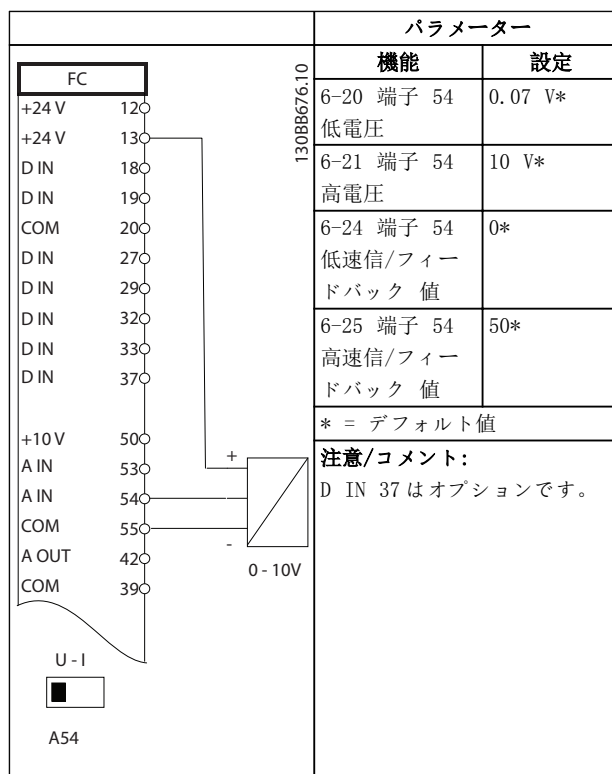 パラメーター
機能 設定
6-20 端子 54
低電圧
0.07 V*
6-21 端子 54
高電圧
10 V*
6-24 端子 54
低速信/フィー
ドバック 値
0*
6-25 端子 54
高速信/フィー
ドバック 値
50*
* = デフォルト値
注意/コメント:
D IN 37はオプションです。
FC
130BB676.10
+24 V 12
+24 V 13
D IN 18
D IN 19
COM 20
D IN 27
D IN 29
D IN 32
D IN 33
D IN 37
+10 V 50
A IN 53
A IN 54
COM 55
A OUT 42
COM 39
+
-
0 - 10V
U - I
A54